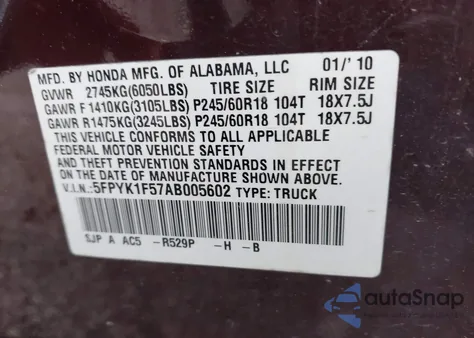 MFD. BY HONDA MFG. OF ALABAMA, LLC 01/'10
GVWR 2745KG(6050LBS) TIRE SIZE RIM SIZE
GAWR F 1410KG(3105LBS) P245/60R18 104T 18X7.5J
GAWR R1475KG(3245LBS) P245/60R18 104T 18X7.5J
THIS VEHICLE CONFORMS TO ALL APPLICABLE
FEDERAL MOTOR VEHICLE SAFETY AND
THEFT PREVENTION STANDARDS IN EFFECT
ON THE DATE OF MANUFACTURE SHOWN ABOVE.
V.I.N.:5FPYK1F57AB005602 TYPE: TRUCK
SJP A AC5 -R529P -H -B
autoSnap